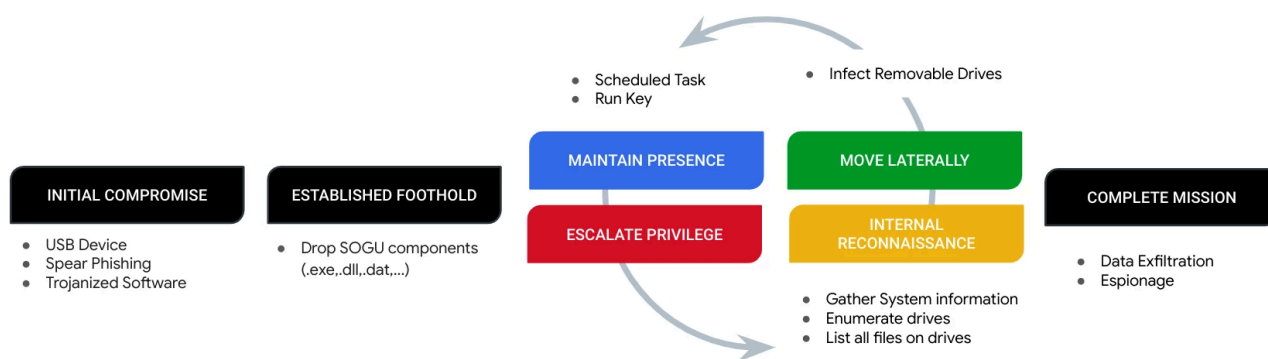 INITIAL COMPROMISE
● USB Device
● Spear Phishing
● Trojanized Software
ESTABLISHED FOOTHOLD
● Drop SOGU components
(.exe,.dll,.dat,...)
● Scheduled Task
● Run Key
MAINTAIN PRESENCE
ESCALATE PRIVILEGE
● Infect Removable Drives
MOVE LATERALLY
INTERNAL
RECONNAISSANCE
● Gather System information
● Enumerate drives
● List all files on drives
COMPLETE MISSION
● Data Exfiltration
● Espionage